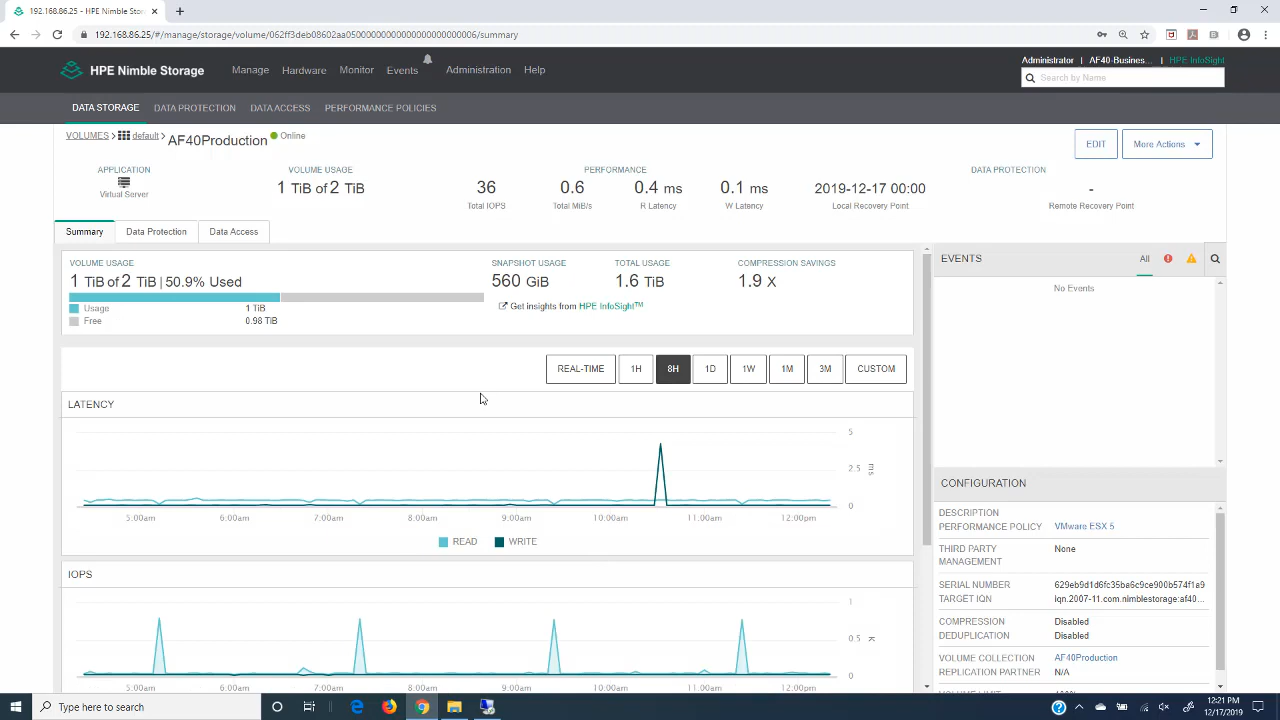 192.168.86.25/#/manage/storage/vo
192.168.86.25/#/manage/storage/volume/062ff3deb08602aa05000000000000000000000006/summary
HPE Nimble Storage
Manage Hardware Monitor Events Administration Help
Administrator | AF40-Busines... | HPE InfoSight
Search by Name
DATA STORAGE DATA PROTECTION DATA ACCESS PERFORMANCE POLICIES
VOLUMES > default > AF40Production Online
EDIT More Actions
APPLICATION
Virtual Server
VOLUME USAGE
1 TiB of 2 TiB
PERFORMANCE
36 0.6 0.4 ms 0.1 ms
Total IOPS Total MiB/s R Latency W Latency
DATA PROTECTION
2019-12-17 00:00 -
Local Recovery Point Remote Recovery Point
Summary Data Protection Data Access
VOLUME USAGE
1 TiB of 2 TiB | 50.9% Used
Usage 1 TiB
Free 0.98 TiB
SNAPSHOT USAGE TOTAL USAGE COMPRESSION SAVINGS
560 GiB 1.6 TiB 1.9 X
Get insights from HPE InfoSight™
REAL-TIME 1H 8H 1D 1W 1M 3M CUSTOM
LATENCY
5
2.5
0
ms
5:00am 6:00am 7:00am 8:00am 9:00am 10:00am 11:00am 12:00pm
READ WRITE
IOPS
1
0.5
0
K
5:00am 6:00am 7:00am 8:00am 9:00am 10:00am 11:00am 12:00pm
EVENTS All
No Events
CONFIGURATION
DESCRIPTION
PERFORMANCE POLICY VMware ESX 5
THIRD PARTY None
MANAGEMENT
SERIAL NUMBER 629eb9d1d6fc35ba6c9ce900b574f1a9
TARGET IQN iqn.2007-11.com.nimblestorage:af40...
COMPRESSION Disabled
DEDUPLICATION Disabled
VOLUME COLLECTION AF40Production
REPLICATION PARTNER N/A
Type here to search
12:21 PM
12/17/2019